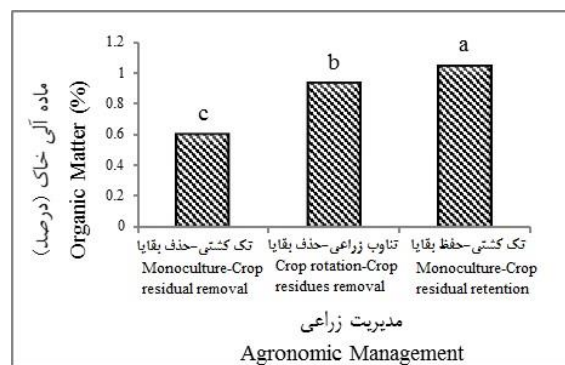 ماده آلی خاک (درصد)
Organic Matter (%)
1.2
1
0.8
0.6
0.4
0.2
0
c
b
a
تک کشتی-حذف بقایا
Monoculture-Crop
residual removal
تناوب زراعی-حذف بقایا
Crop rotation-Crop
residues removal
تک کشتی-حفظ بقایا
Monoculture-Crop
residual retention
مدیریت زراعی
Agronomic Management